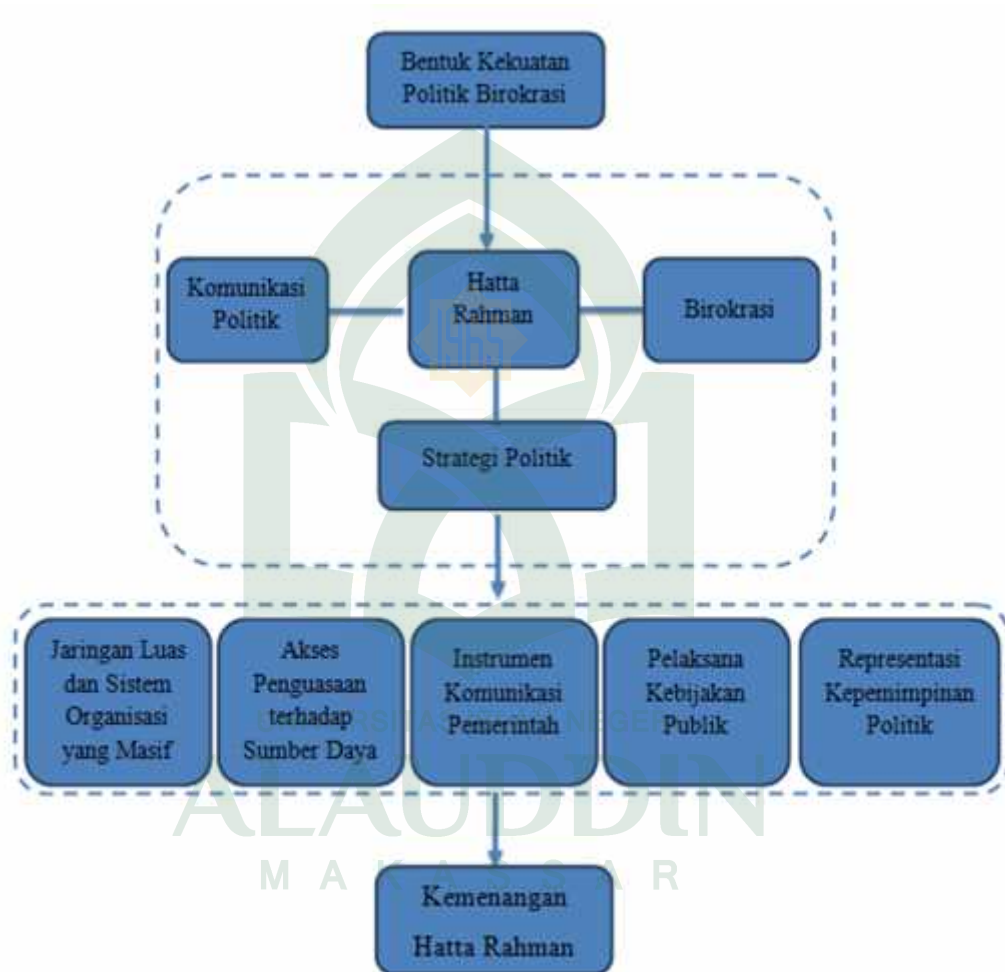 Bentuk Kekuatan
Politik Birokrasi
Komunikasi
Politik
Hatta
Rahman
Birokrasi
Strategi Politik
Jaringan Luas
dan Sistem
Organisasi
yang Masif
Akses
Penguasaan
terhadap
Sumber Daya
Instrumen
Komunikasi
Pemerintah
Pelaksana
Kebijakan
Publik
Representasi
Kepemimpinan
Politik
ALAUDDIN
MAKASSAR
Kemenangan
Hatta Rahman